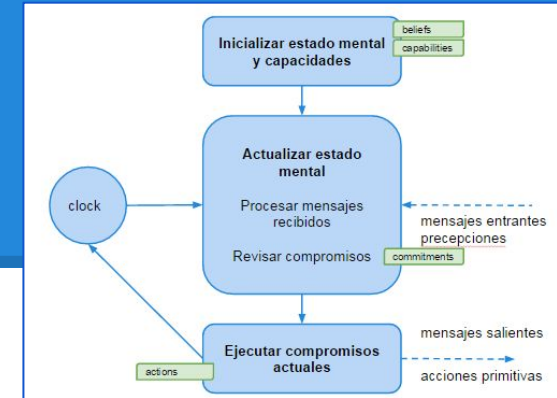 Inicializar estado mental
y capacidades
beliefs
capabilities
Actualizar estado
mental
Procesar mensajes
recibidos
Revisar compromisos
commitments
clock
mensajes entrantes
precepciones
Ejecutar compromisos
actuales
actions
mensajes salientes
acciones primitivas